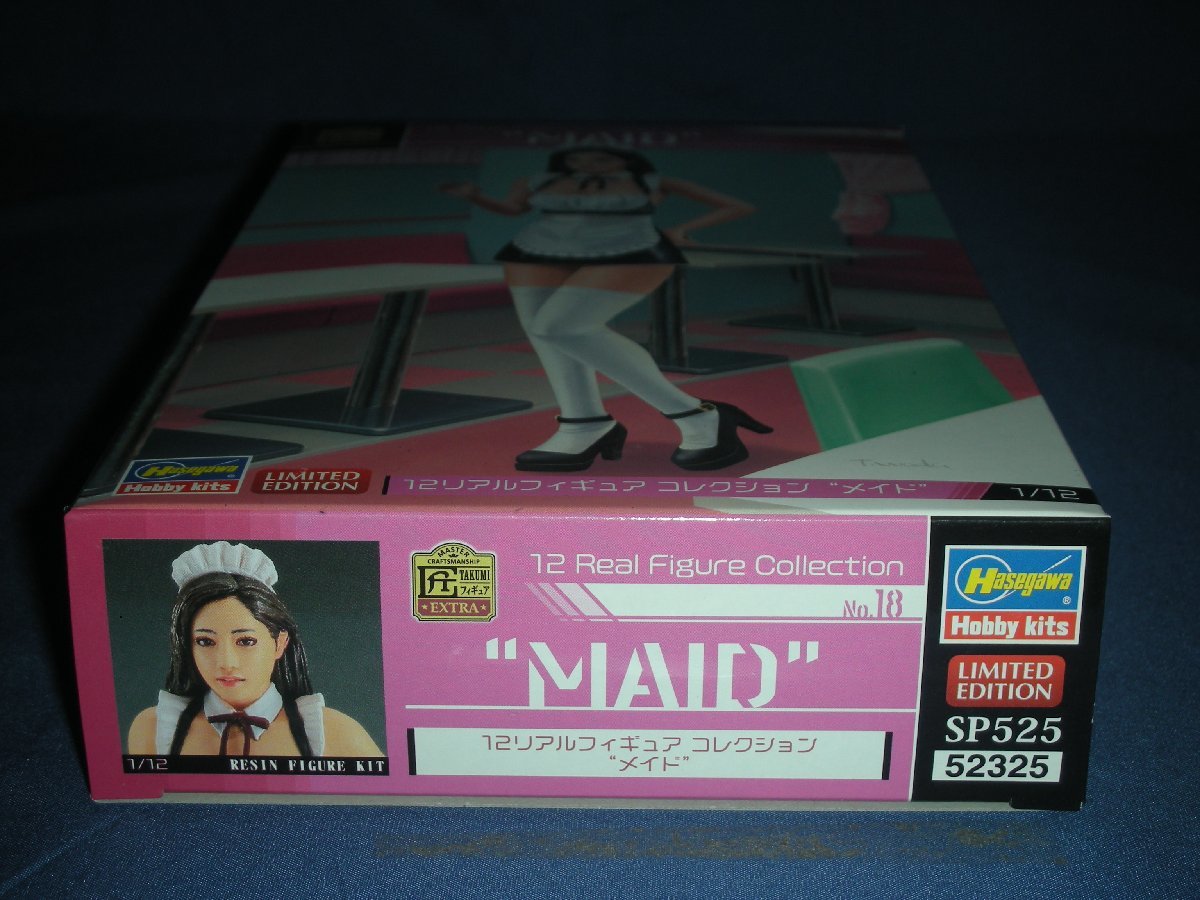 "MAID"
Hasegawa
Hobby kits
LIMITED
EDITION
12リアルフィギュア コレクション "メイド"
1/12
MASTER
CRAFTSMANSHIP
匠
TAKUMI
フィギュア
★EXTRA★
12 Real Figure Collection
No.18
"MAID"
12リアルフィギュア コレクション
"メイド"
1/12
RESIN FIGURE KIT
Hasegawa®
Hobby kits
LIMITED
EDITION
SP525
52325